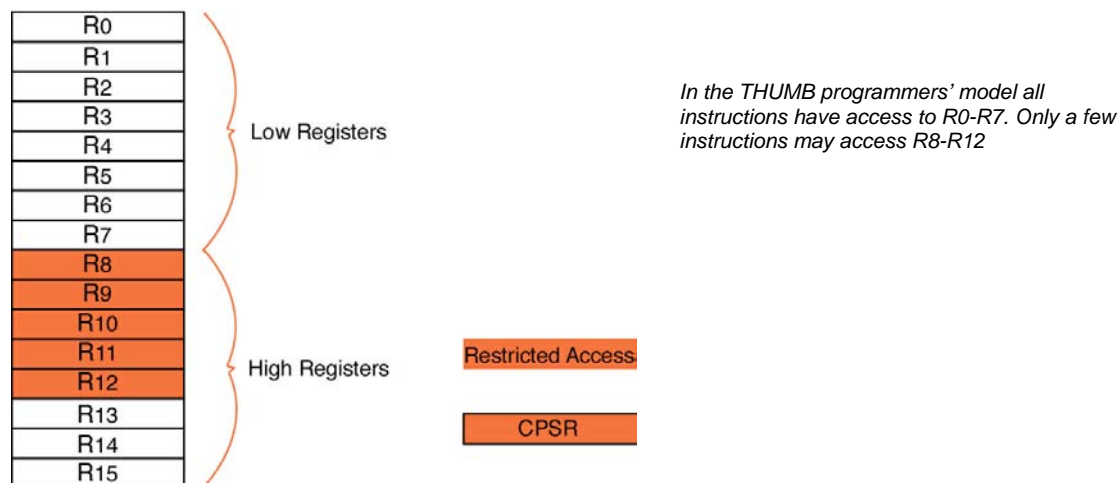 R0
R1
R2
R3
R4
R5
R6
R7
R8
R9
R10
R11
R12
R13
R14
R15
Low Registers
High Registers
Restricted Access
CPSR
In the THUMB programmers’ model all
instructions have access to R0-R7. Only a few
instructions may access R8-R12